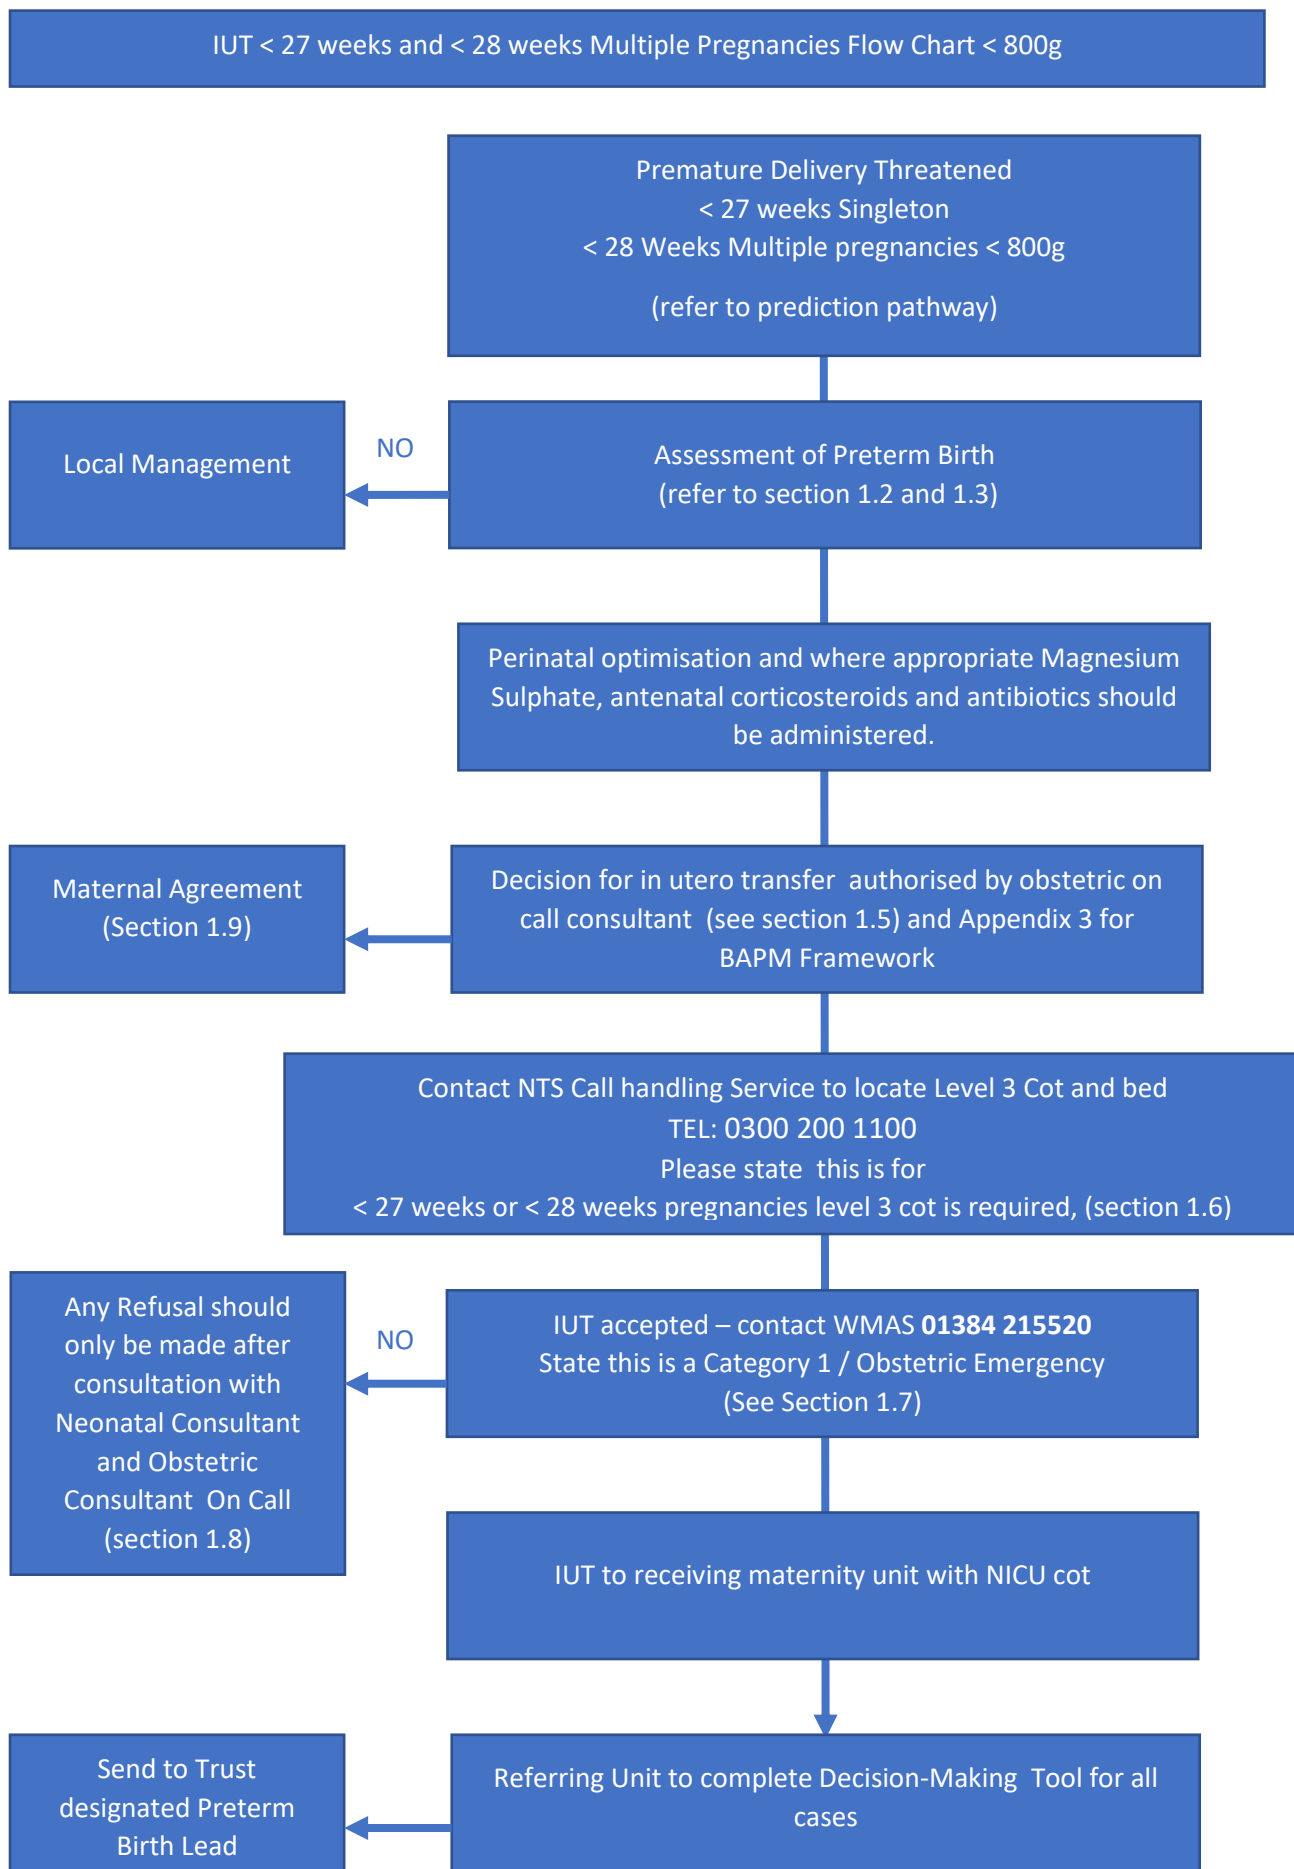 IUT < 27 weeks and < 28 weeks Multiple Pregnancies Flow Chart < 800g
Premature Delivery Threatened
< 27 weeks Singleton
< 28 Weeks Multiple pregnancies < 800g
(refer to prediction pathway)
Local Management
NO
Assessment of Preterm Birth
(refer to section 1.2 and 1.3)
Perinatal optimisation and where appropriate Magnesium
Sulphate, antenatal corticosteroids and antibiotics should
be administered.
Maternal Agreement
(Section 1.9)
Decision for in utero transfer authorised by obstetric on
call consultant (see section 1.5) and Appendix 3 for
BAPM Framework
Contact NTS Call handling Service to locate Level 3 Cot and bed
TEL: 0300 200 1100
Please state this is for
< 27 weeks or < 28 weeks pregnancies level 3 cot is required, (section 1.6)
Any Refusal should
only be made after
consultation with
Neonatal Consultant
and Obstetric
Consultant On Call
(section 1.8)
NO
IUT accepted – contact WMAS 01384 215520
State this is a Category 1 / Obstetric Emergency
(See Section 1.7)
IUT to receiving maternity unit with NICU cot
Send to Trust
designated Preterm
Birth Lead
Referring Unit to complete Decision-Making Tool for all
cases